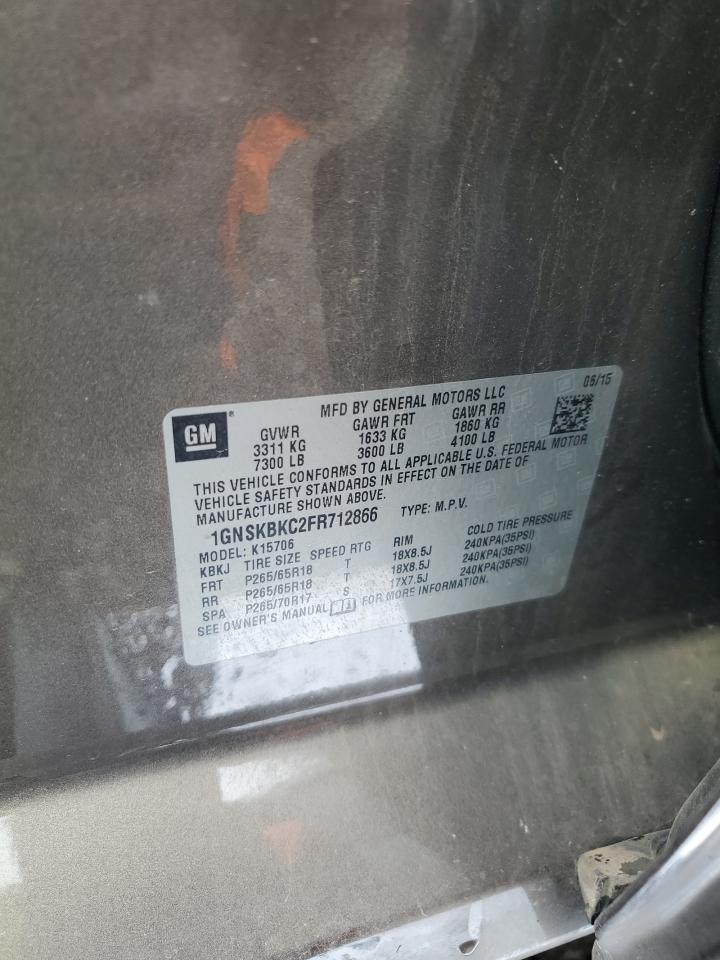 GM
MFD BY GENERAL MOTORS LLC 06/15
GVWR GAWR FRT GAWR RR
3311 KG 1633 KG 1860 KG
7300 LB 3600 LB 4100 LB
THIS VEHICLE CONFORMS TO ALL APPLICABLE U.S. FEDERAL MOTOR
VEHICLE SAFETY STANDARDS IN EFFECT ON THE DATE OF
MANUFACTURE SHOWN ABOVE.
1GNSKBKC2FR712866 TYPE: M.P.V.
MODEL: K15706
KBKJ TIRE SIZE SPEED RTG RIM COLD TIRE PRESSURE
FRT P265/65R18 T 18X8.5J 240KPA(35PSI)
RR P265/65R18 T 18X8.5J 240KPA(35PSI)
SPA P265/70R17 S 17X7.5J 240KPA(35PSI)
SEE OWNER'S MANUAL FOR MORE INFORMATION.